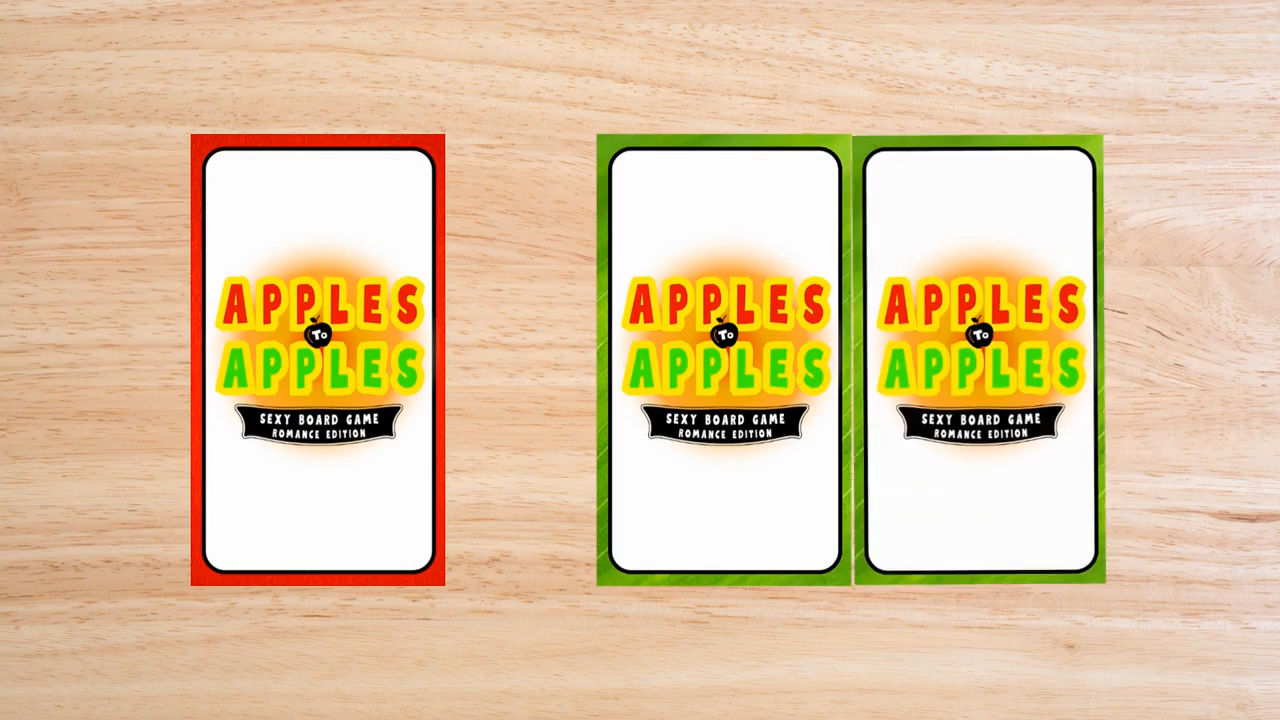 APPLES
To
APPLES
SEXY BOARD GAME
ROMANCE EDITION
APPLES
To
APPLES
SEXY BOARD GAME
ROMANCE EDITION
APPLES
To
APPLES
SEXY BOARD GAME
ROMANCE EDITION